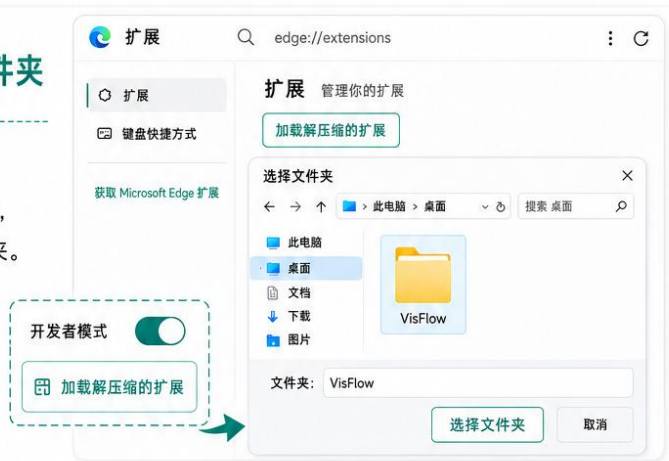 件夹
，
来。
扩展
edge://extensions
扩展
键盘快捷方式
获取 Microsoft Edge 扩展
扩展 管理你的扩展
加载解压缩的扩展
选择文件夹
此电脑 > 桌面
搜索 桌面
此电脑
桌面
文档
下载
图片
VisFlow
文件夹: VisFlow
选择文件夹
取消
开发者模式
加载解压缩的扩展